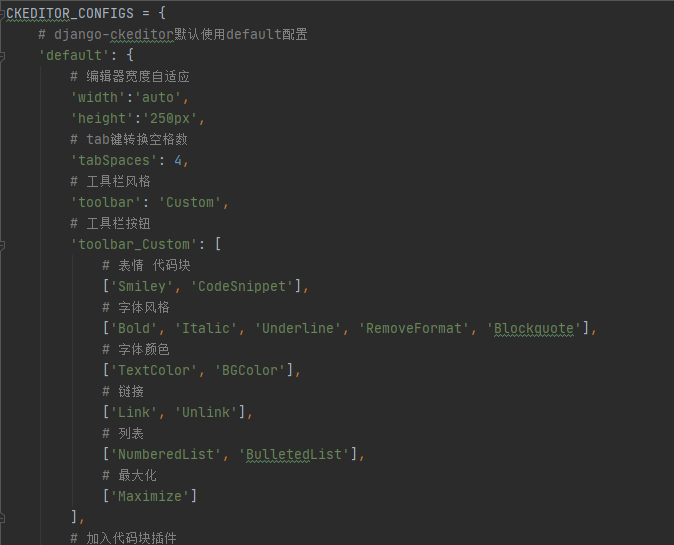 CKEDITOR_CONFIGS = {
    # django-ckeditor默认使用default配置
    'default': {
        # 编辑器宽度自适应
        'width':'auto',
        'height':'250px',
        # tab键转换空格数
        'tabSpaces': 4,
        # 工具栏风格
        'toolbar': 'Custom',
        # 工具栏按钮
        'toolbar_Custom': [
            # 表情 代码块
            ['Smiley', 'CodeSnippet'],
            # 字体风格
            ['Bold', 'Italic', 'Underline', 'RemoveFormat', 'Blockquote'],
            # 字体颜色
            ['TextColor', 'BGColor'],
            # 链接
            ['Link', 'Unlink'],
            # 列表
            ['NumberedList', 'BulletedList'],
            # 最大化
            ['Maximize']
        ],
        # 加入代码块插件